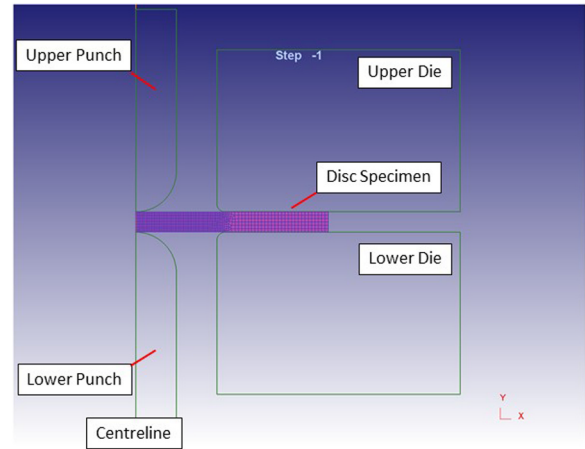 Step -1
Upper Punch
Upper Die
Disc Specimen
Lower Die
Lower Punch
Centreline
Y
X